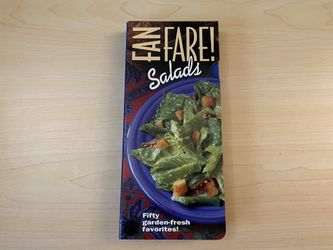 FAN
FARE!
Salads
Fifty
garden-fresh
favorites!